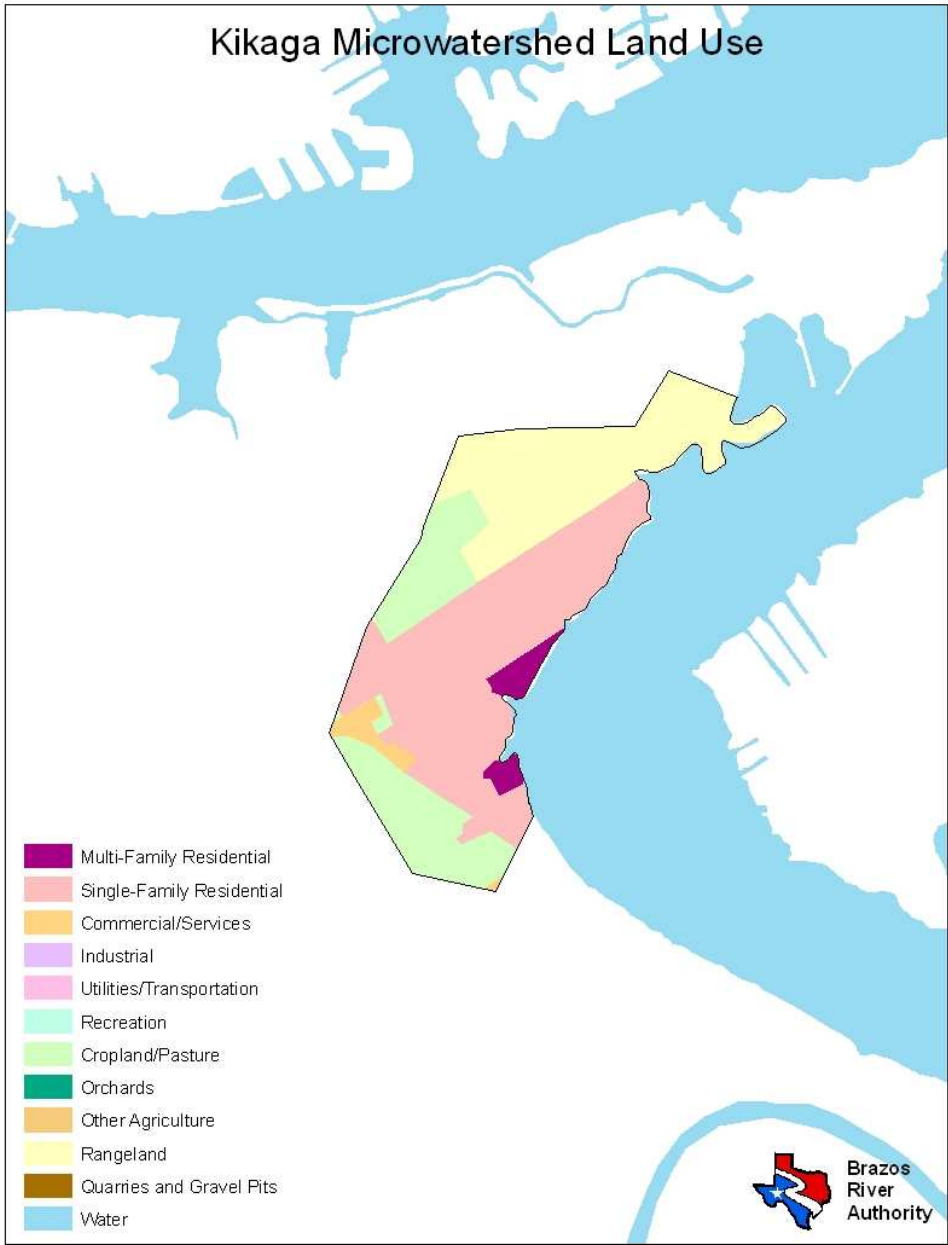 Kikaga Microwatershed Land Use
Multi-Family Residential
Single-Family Residential
Commercial/Services
Industrial
Utilities/Transportation
Recreation
Cropland/Pasture
Orchards
Other Agriculture
Rangeland
Quarries and Gravel Pits
Water
Brazos
River
Authority